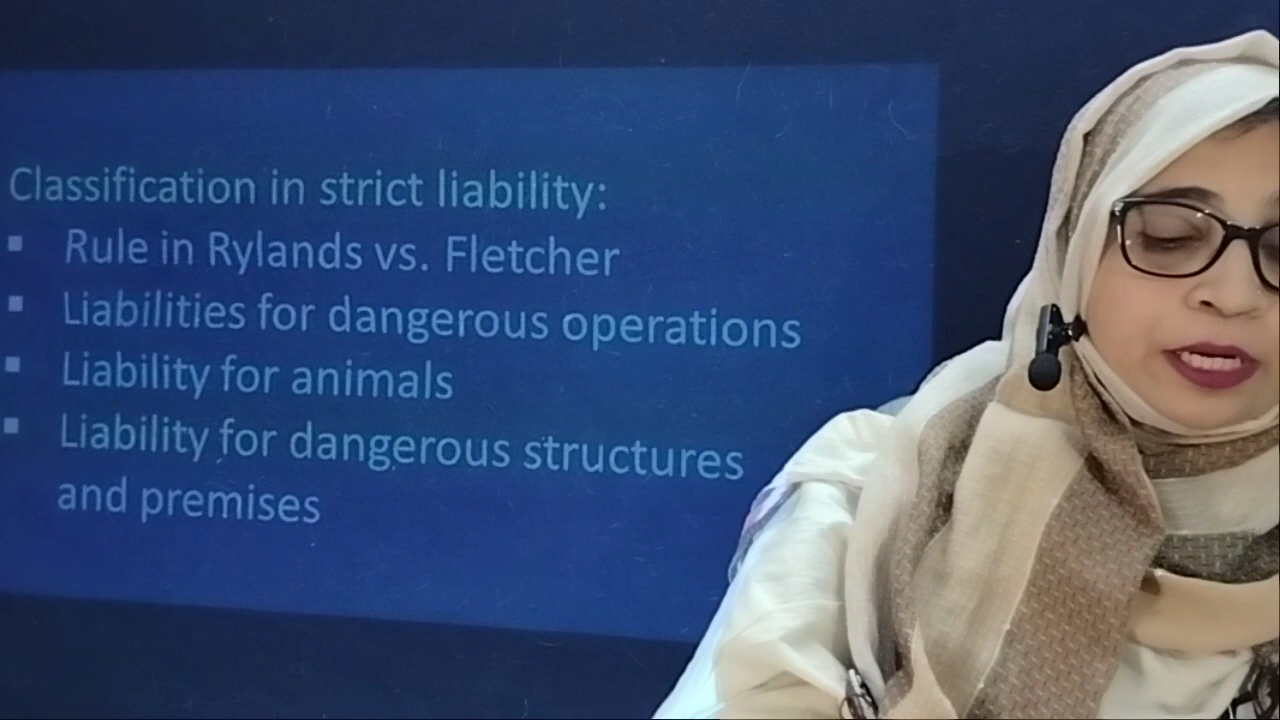 Classification in strict liability:
▪ Rule in Rylands vs. Fletcher
▪ Liabilities for dangerous operations
▪ Liability for animals
▪ Liability for dangerous structures
and premises